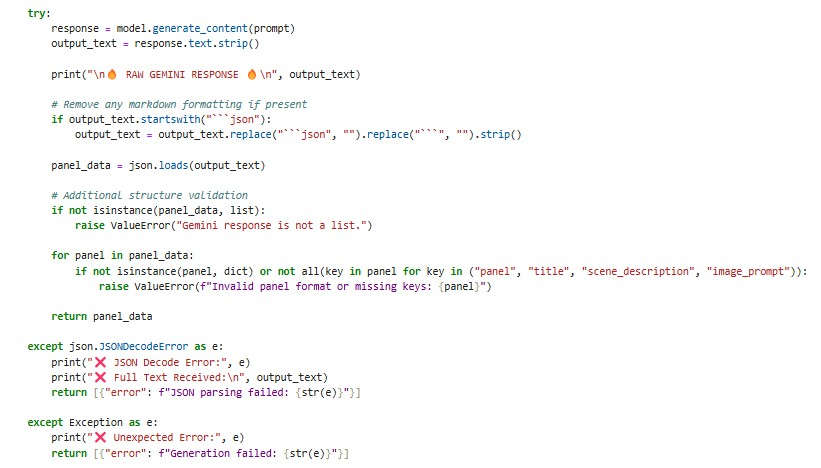 try:
    response = model.generate_content(prompt)
    output_text = response.text.strip()

    print("\n🔥 RAW GEMINI RESPONSE 🔥\n", output_text)

    # Remove any markdown formatting if present
    if output_text.startswith("```json"):
        output_text = output_text.replace("```json", "").replace("```", "").strip()

    panel_data = json.loads(output_text)

    # Additional structure validation
    if not isinstance(panel_data, list):
        raise ValueError("Gemini response is not a list.")

    for panel in panel_data:
        if not isinstance(panel, dict) or not all(key in panel for key in ("panel", "title", "scene_description", "image_prompt")):
            raise ValueError(f"Invalid panel format or missing keys: {panel}")

    return panel_data

except json.JSONDecodeError as e:
    print("❌ JSON Decode Error:", e)
    print("❌ Full Text Received:\n", output_text)
    return [{"error": f"JSON parsing failed: {str(e)}"}]

except Exception as e:
    print("❌ Unexpected Error:", e)
    return [{"error": f"Generation failed: {str(e)}"}]